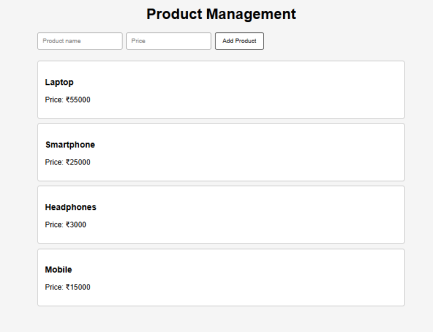 Product Management
Product name Price Add Product
Laptop
Price: ₹55000
Smartphone
Price: ₹25000
Headphones
Price: ₹3000
Mobile
Price: ₹15000